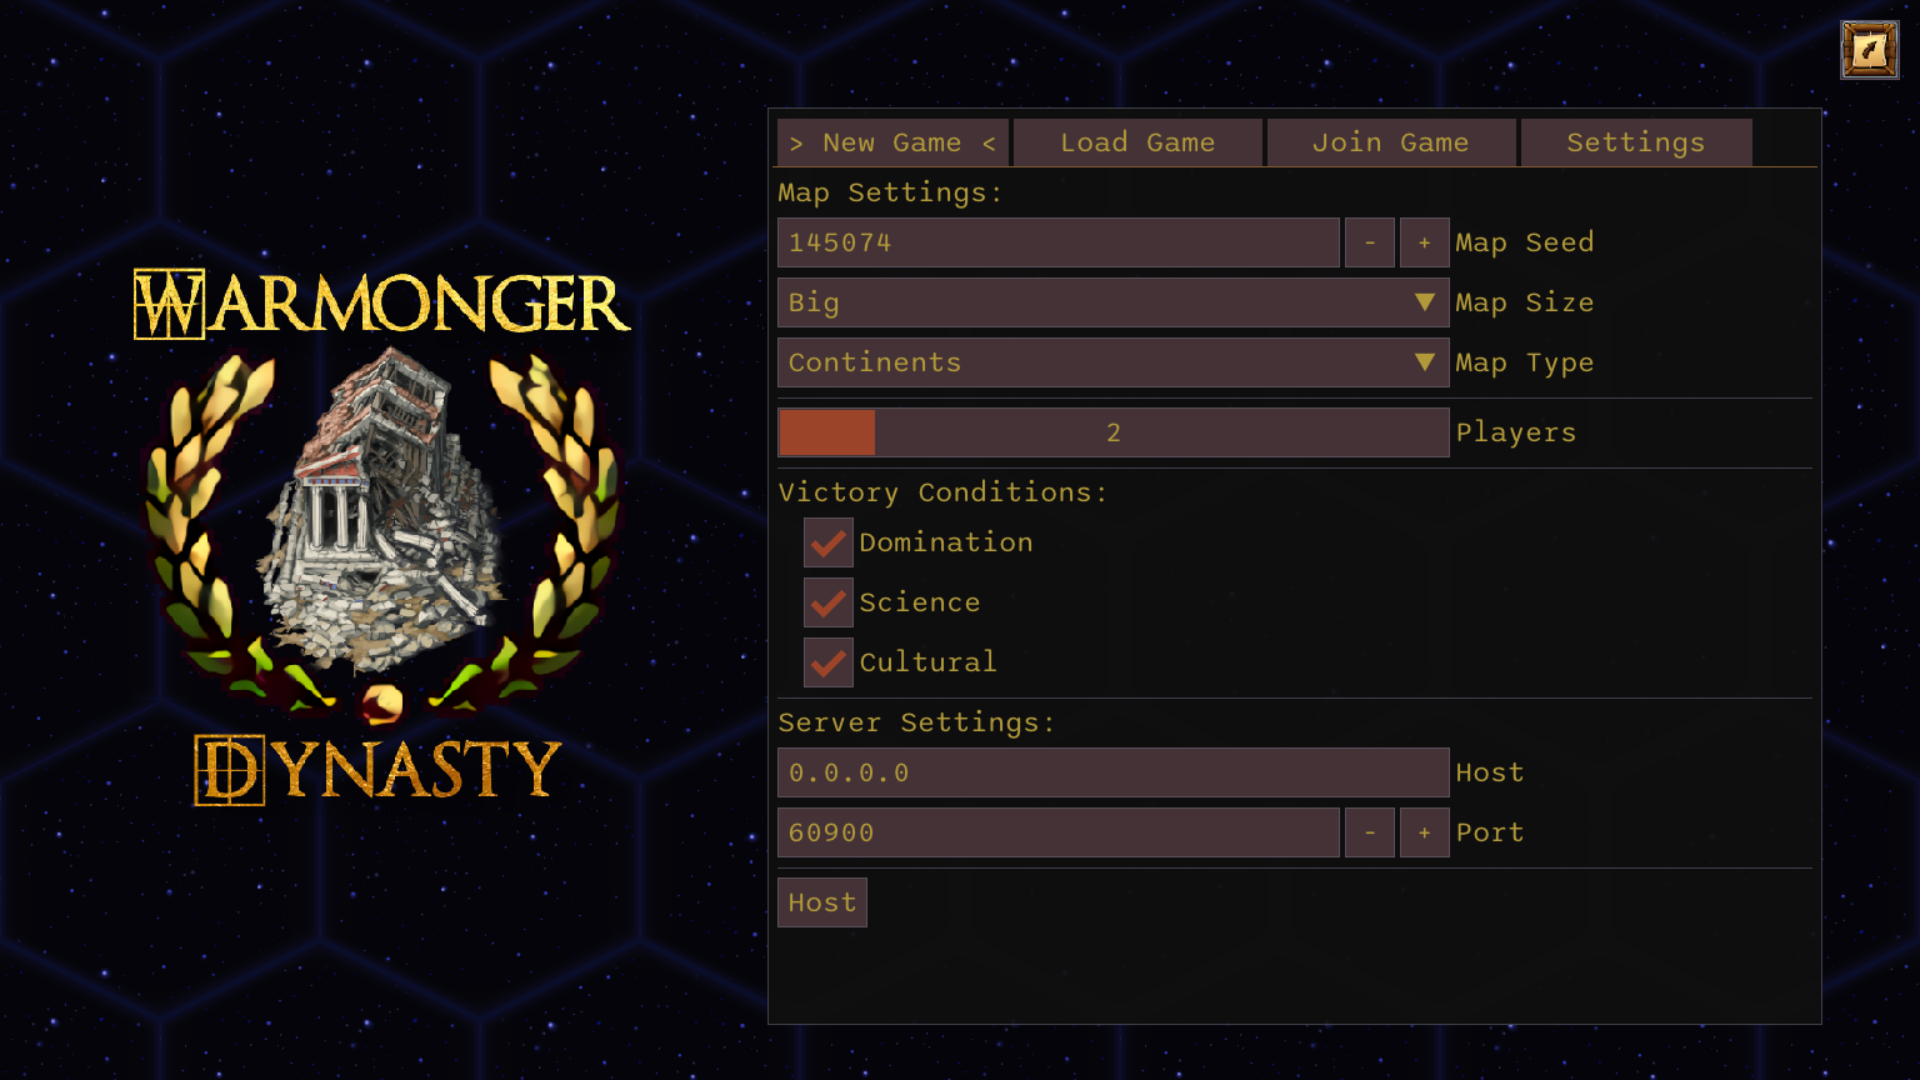 WARMONGER
DYNASTY
> New Game < Load Game Join Game Settings
Map Settings:
145074 - + Map Seed
Big Map Size
Continents Map Type
2 Players
Victory Conditions:
Domination
Science
Cultural
Server Settings:
0.0.0.0 Host
60900 - + Port
Host